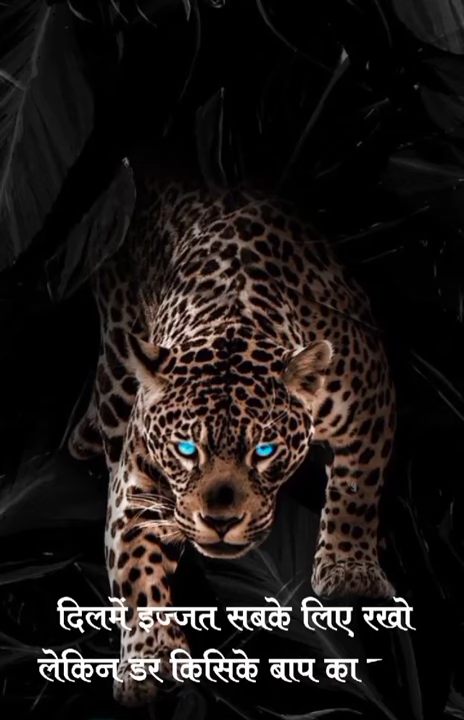 दिलमें इज्जत सबके लिए रखो
लेकिन डर किसिके बाप का